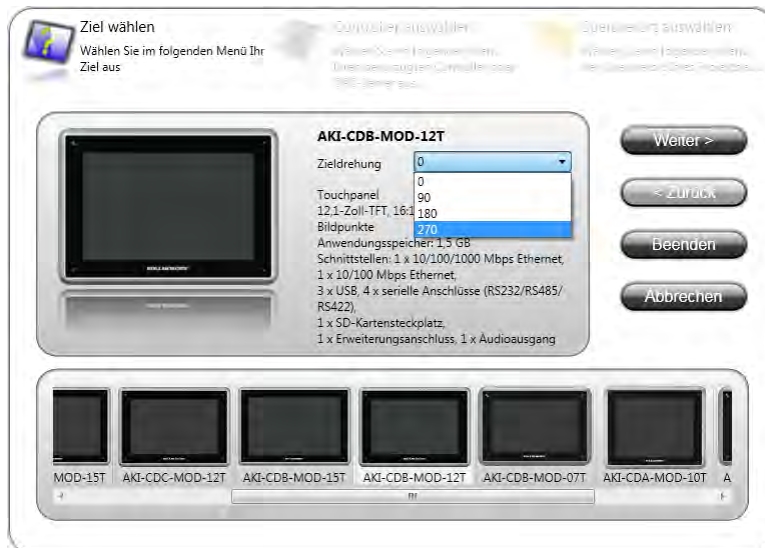 Ziel wählen
Wählen Sie im folgenden Menü Ihr
Ziel aus
Controller auswählen
Speicherort auswählen
AKI-CDB-MOD-12T
Zieldrehung 0
0
90
180
270
Touchpanel
12,1-Zoll-TFT, 16:1
Bildpunkte
Anwendungsspeicher: 1,5 GB
Schnittstellen: 1 x 10/100/1000 Mbps Ethernet,
1 x 10/100 Mbps Ethernet,
3 x USB, 4 x serielle Anschlüsse (RS232/RS485/
RS422),
1 x SD-Kartensteckplatz,
1 x Erweiterungsanschluss, 1 x Audioausgang
Weiter >
< Zurück
Beenden
Abbrechen
MOD-15T
AKI-CDC-MOD-12T
AKI-CDB-MOD-15T
AKI-CDB-MOD-12T
AKI-CDB-MOD-07T
AKI-CDA-MOD-10T
A